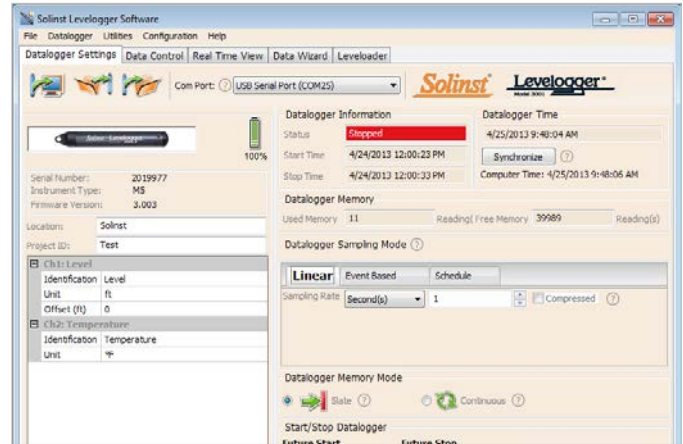 Solinst Levelogger Software
File Datalogger Utilities Configuration Help
Datalogger Settings Data Control Real Time View Data Wizard Leveloader
Com Port: ? USB Serial Port (COM25)
Solinst Levelogger
Model 3001
Datalogger Information
Status Stopped
Start Time 4/24/2013 12:00:23 PM
Stop Time 4/24/2013 12:00:33 PM
Datalogger Time
4/25/2013 9:48:04 AM
Synchronize ?
Computer Time: 4/25/2013 9:48:06 AM
Solinst Levelogger
100%
Serial Number: 2019977
Instrument Type: M5
Firmware Version: 3.003
Location: Solinst
Project ID: Test
Ch1: Level
Identification Level
Unit ft
Offset (ft) 0
Ch2: Temperature
Identification Temperature
Unit °F
Datalogger Memory
Used Memory 11 Reading( Free Memory 39989 Reading(s)
Datalogger Sampling Mode ?
Linear Event Based Schedule
Sampling Rate Second(s) 1 Compressed ?
Datalogger Memory Mode
Slate ? Continuous ?
Start/Stop Datalogger
Future Start Future Stop